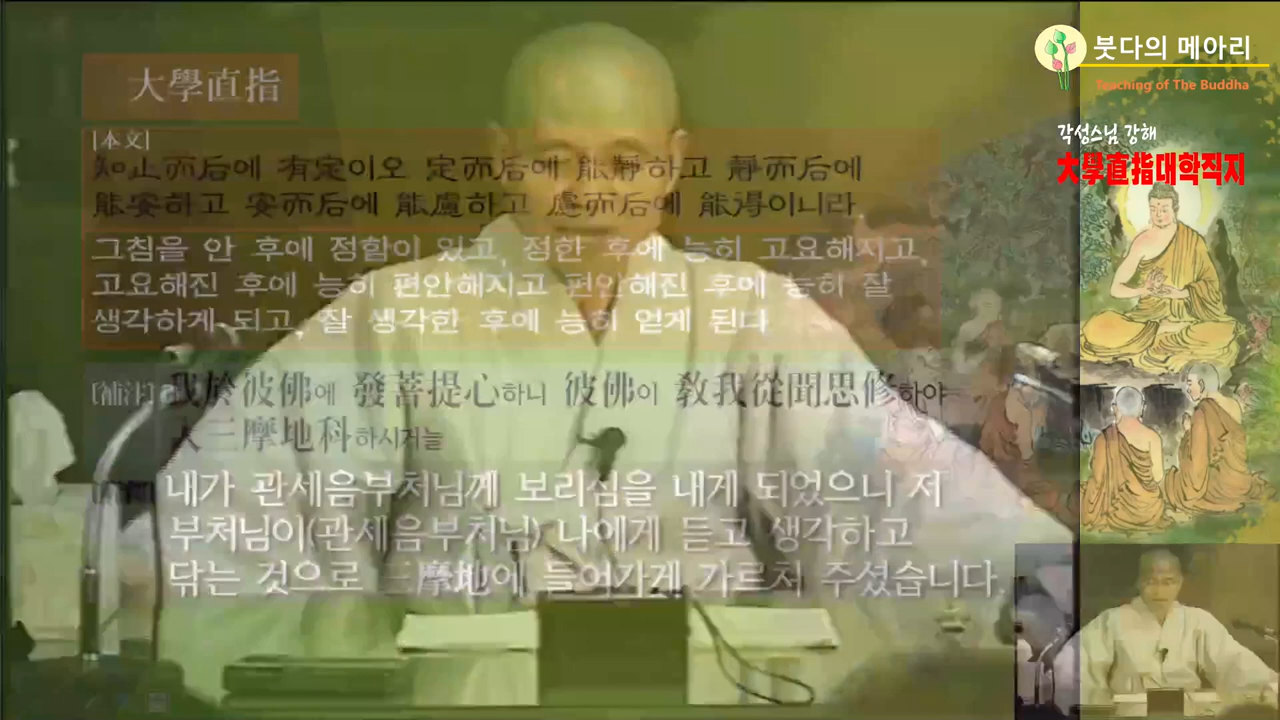 大學直指
[本文]
知止而后에 有定이오 定而后에 能靜하고 靜而后에
能安하고 安而后에 能慮하고 慮而后에 能得이니라
그침을 안 후에 정함이 있고, 정한 후에 능히 고요해지고,
고요해진 후에 능히 편안해지고 편안해진 후에 능히 잘
생각하게 되고, 잘 생각한 후에 능히 얻게 된다
[補注] 我於彼佛에 發菩提心하니 彼佛이 敎我從聞思修하야
入三摩地科하시거늘
내가 관세음부처님께 보리심을 내게 되었으니 저
부처님이(관세음부처님) 나에게 듣고 생각하고
닦는 것으로 三摩地에 들어가게 가르쳐 주셨습니다.
붓다의 메아리
Teaching of The Buddha
각성스님 강해
大學直指대학직지